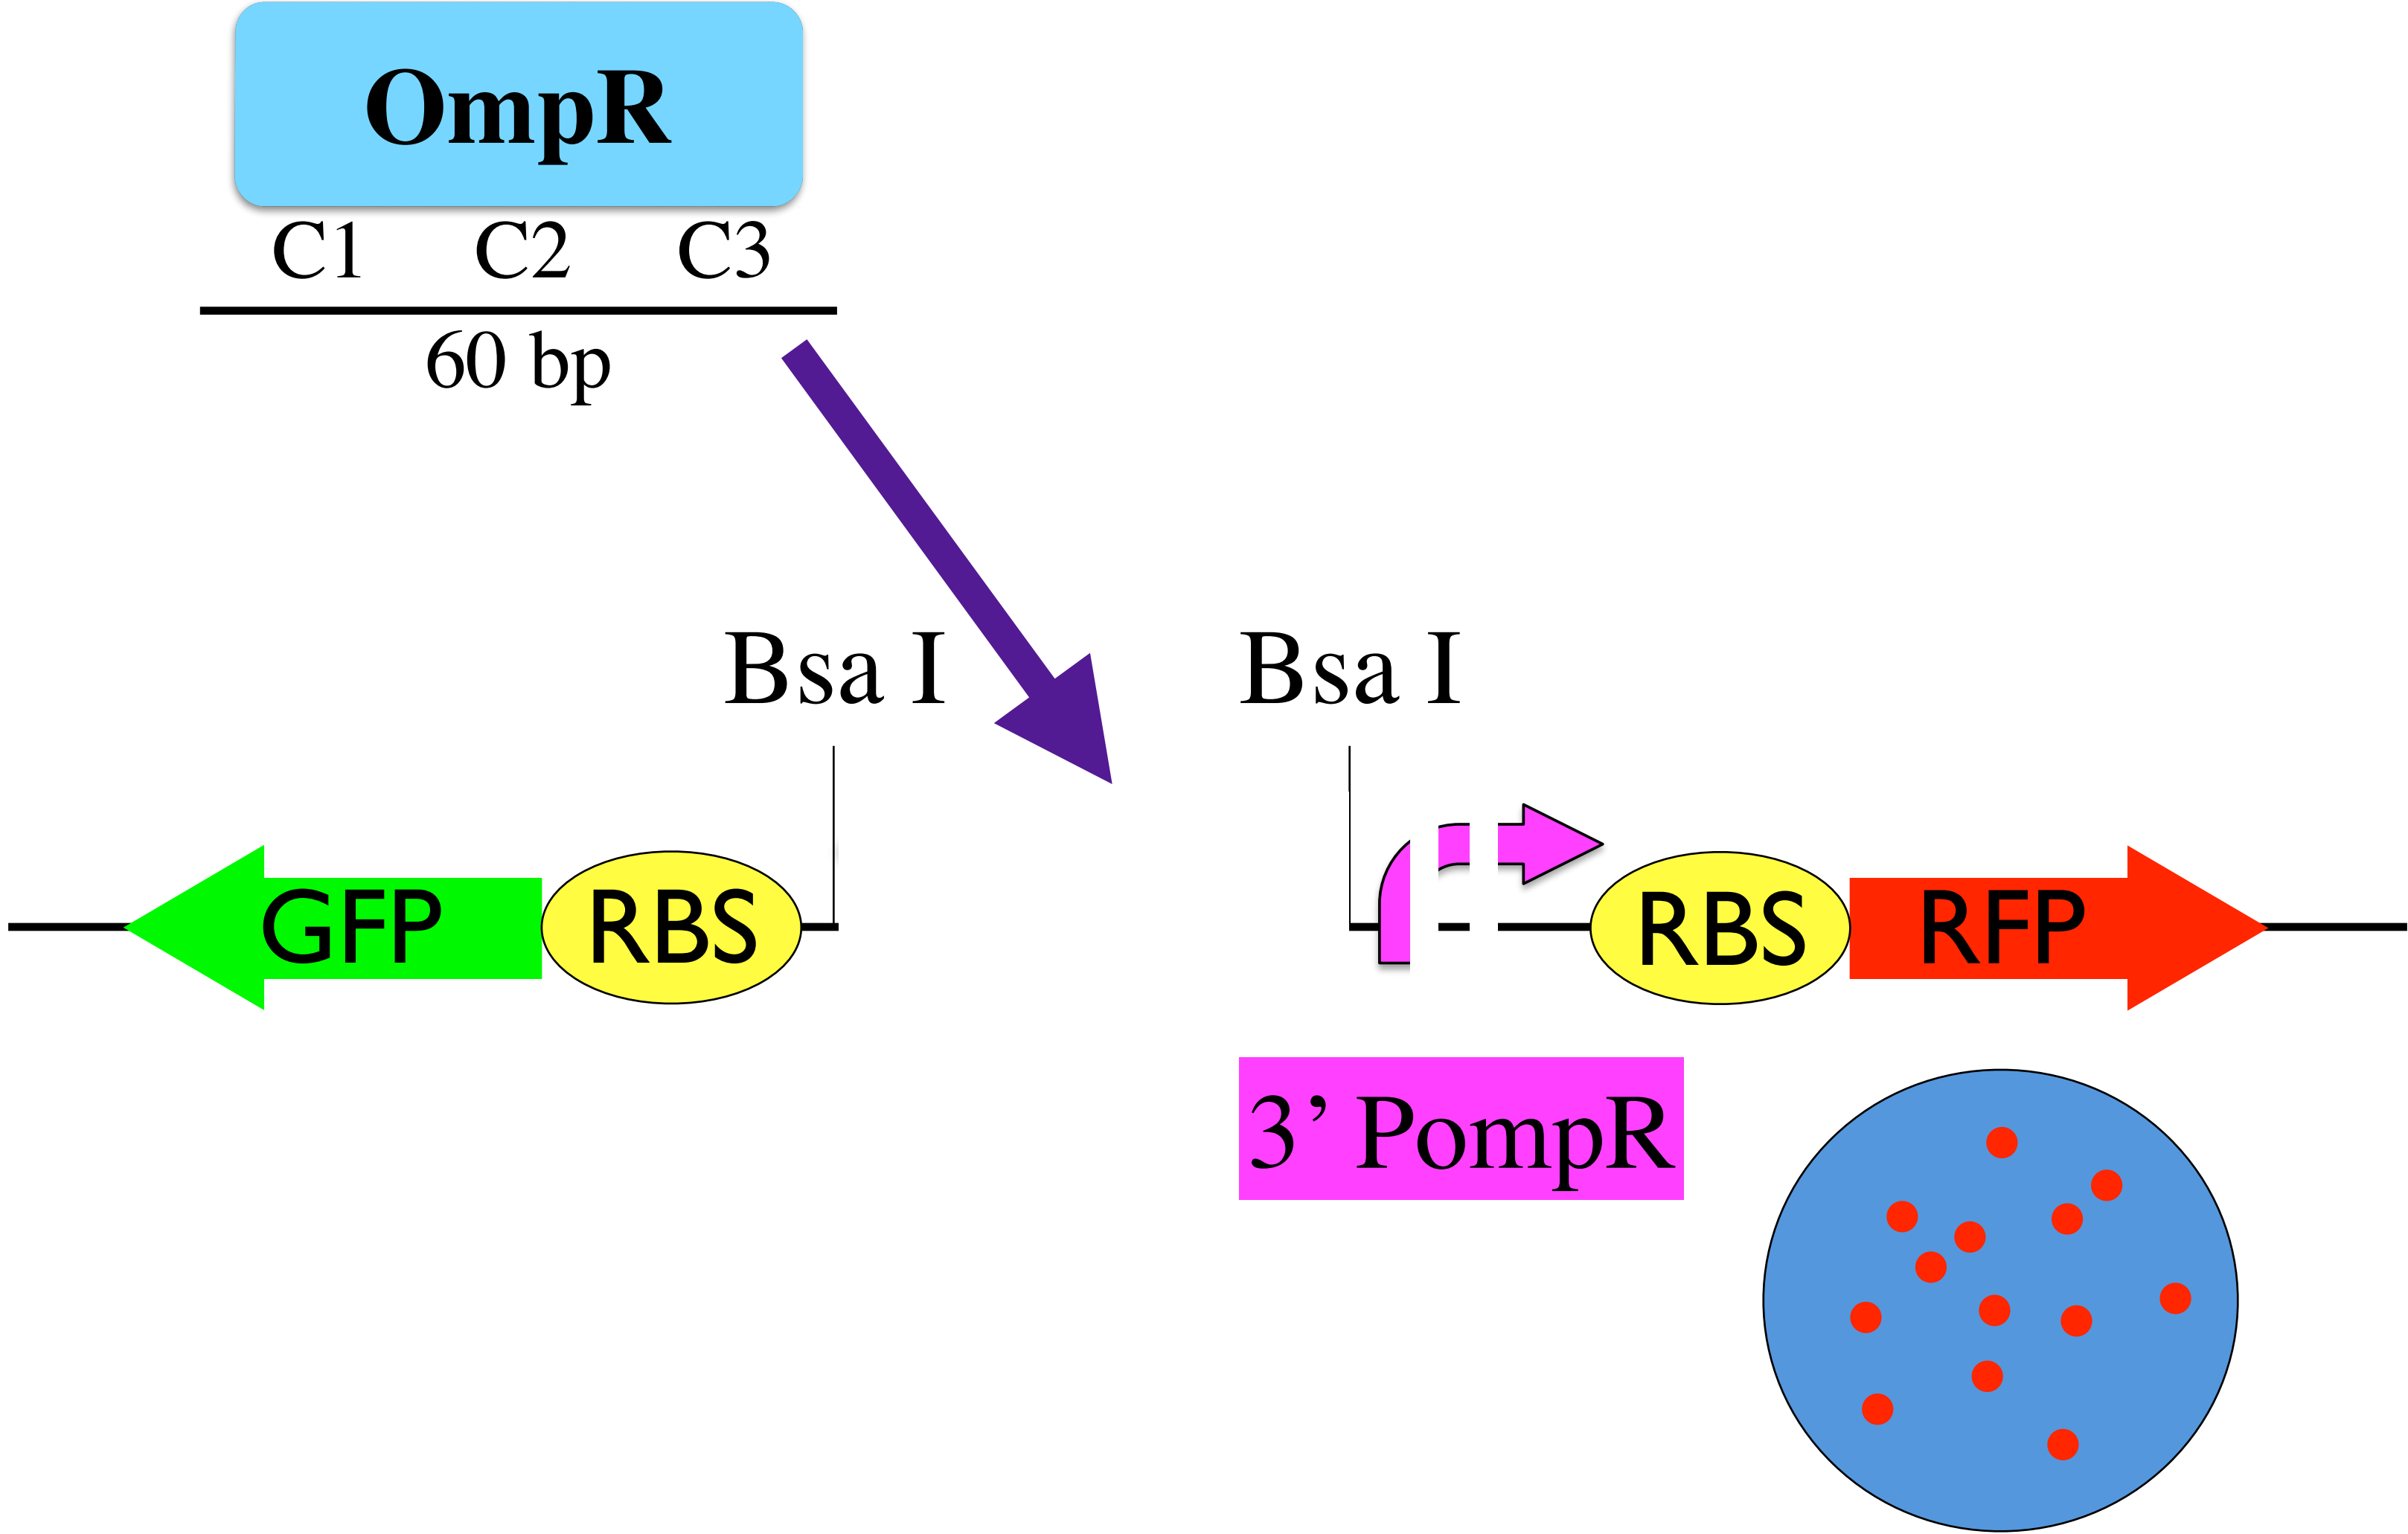 OmpR
C1 C2 C3
60 bp
Bsa I Bsa I
GFP RBS RBS RFP
3’ PompR